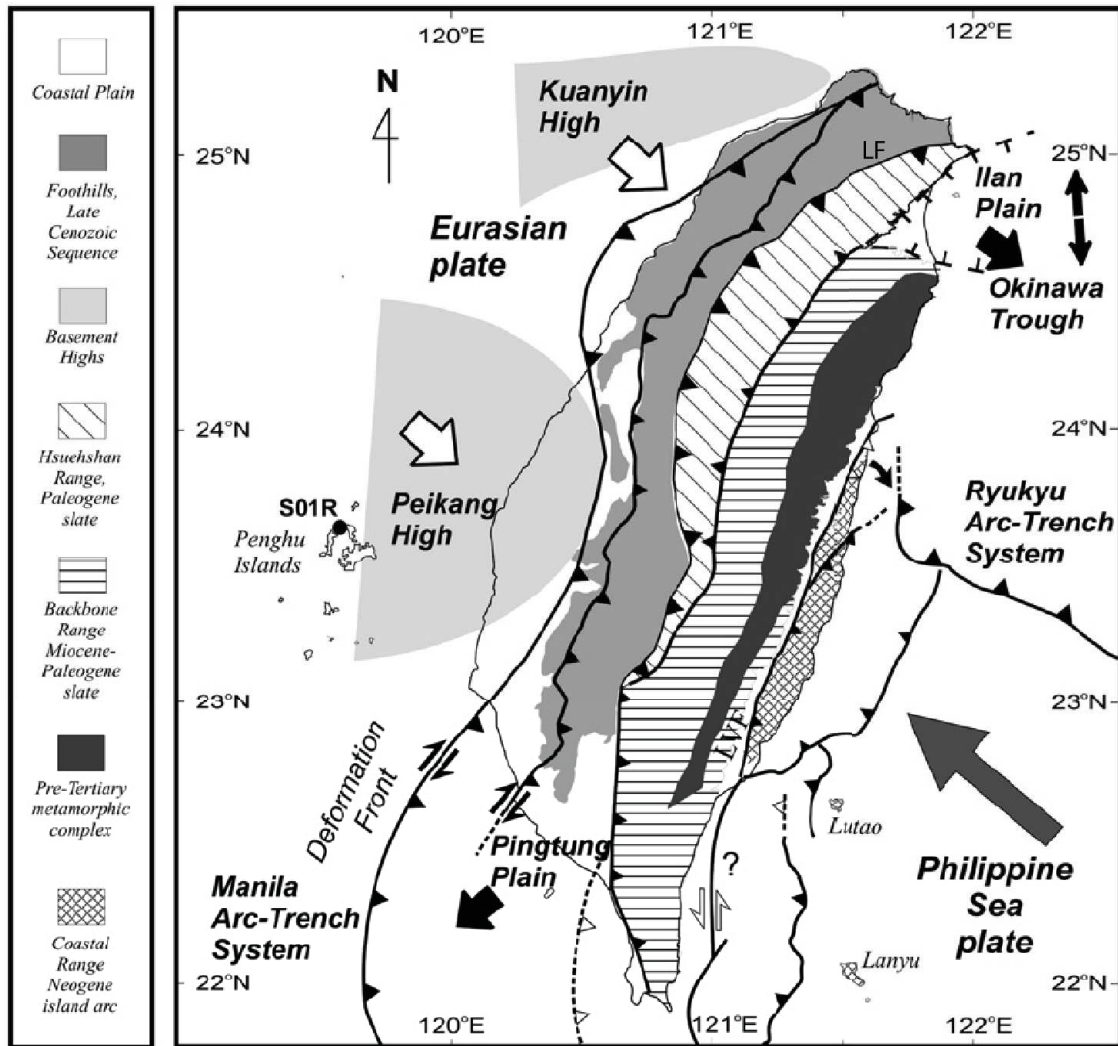 Coastal Plain
Foothills,
Late
Cenozoic
Sequence
Basement
Highs
Hsuehshan
Range,
Paleogene
slate
Backbone
Range
Miocene-
Paleogene
slate
Pre-Tertiary
metamorphic
complex
Coastal
Range
Neogene
island arc
120°E
121°E
122°E
N
Kuanyin
High
25°N
LF
25°N
Ilan
Plain
Eurasian
plate
Okinawa
Trough
24°N
24°N
Peikang
High
S01R
Penghu
Islands
Ryukyu
Arc-Trench
System
23°N
23°N
LVF
Deformation
Front
Lutao
Pingtung
Plain
?
Manila
Arc-Trench
System
Philippine
Sea
plate
Lanyu
22°N
22°N
120°E
121°E
122°E